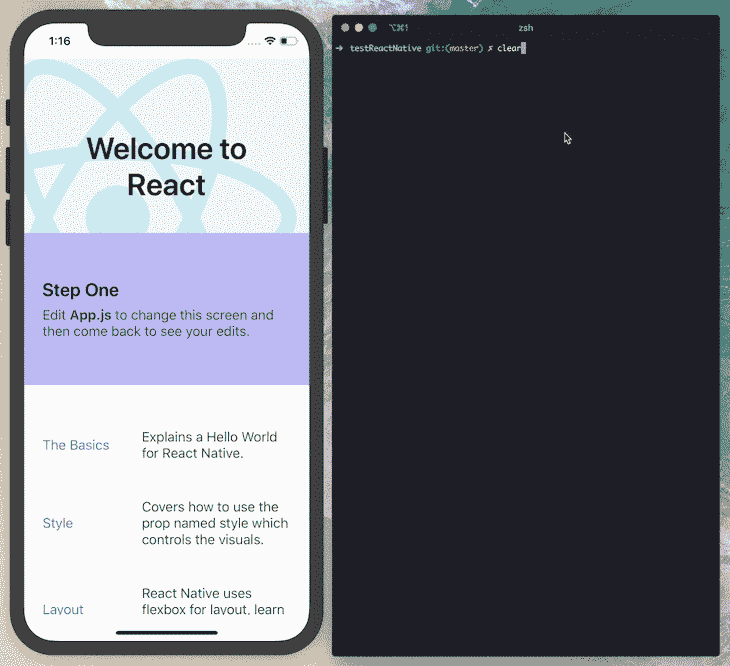 1:16
Welcome to
React
Step One
Edit App.js to change this screen and
then come back to see your edits.
The Basics
Explains a Hello World
for React Native.
Style
Covers how to use the
prop named style which
controls the visuals.
Layout
React Native uses
flexbox for layout, learn
⌥⌘1
zsh
➜ testReactNative git:(master) ✗ clear